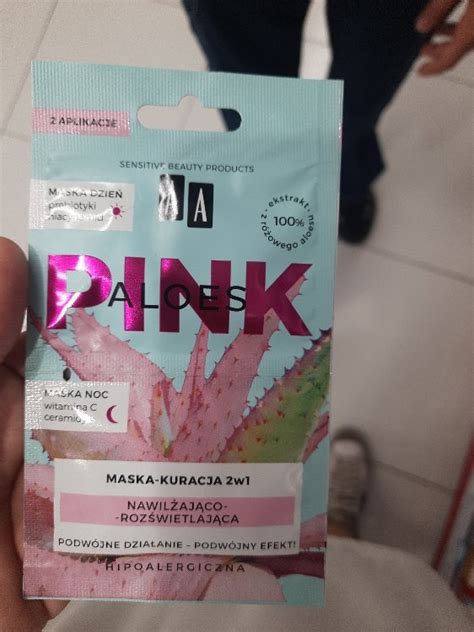 2 APLIKACJE
SENSITIVE BEAUTY PRODUCTS
AA
MASKA DZIEŃ
prebiotyki
ekstrakt
100%
z różowego aloesu
PINK
ALOES
MASKA NOC
witamina C
MASKA-KURACJA 2w1
NAWILŻAJĄCO-
-ROZŚWIETLAJĄCA
PODWÓJNE DZIAŁANIE – PODWÓJNY EFEKT!
HIPOALERGICZNA